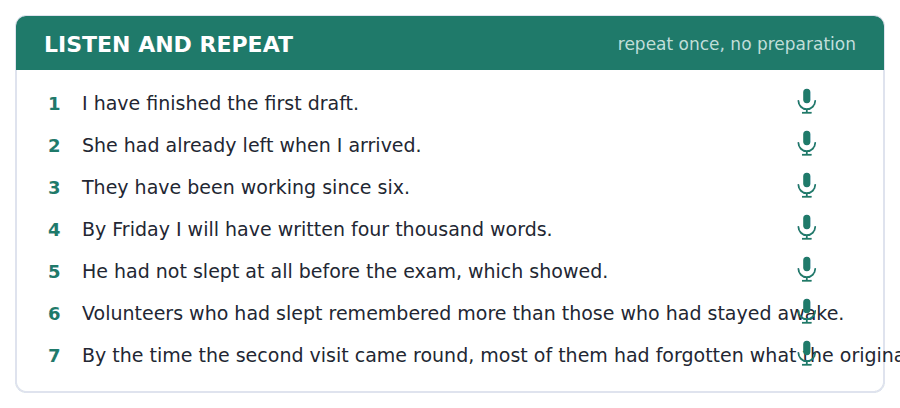 LISTEN AND REPEAT
repeat once, no preparation
1 I have finished the first draft.
2 She had already left when I arrived.
3 They have been working since six.
4 By Friday I will have written four thousand words.
5 He had not slept at all before the exam, which showed.
6 Volunteers who had slept remembered more than those who had stayed awake.
7 By the time the second visit came round, most of them had forgotten what the